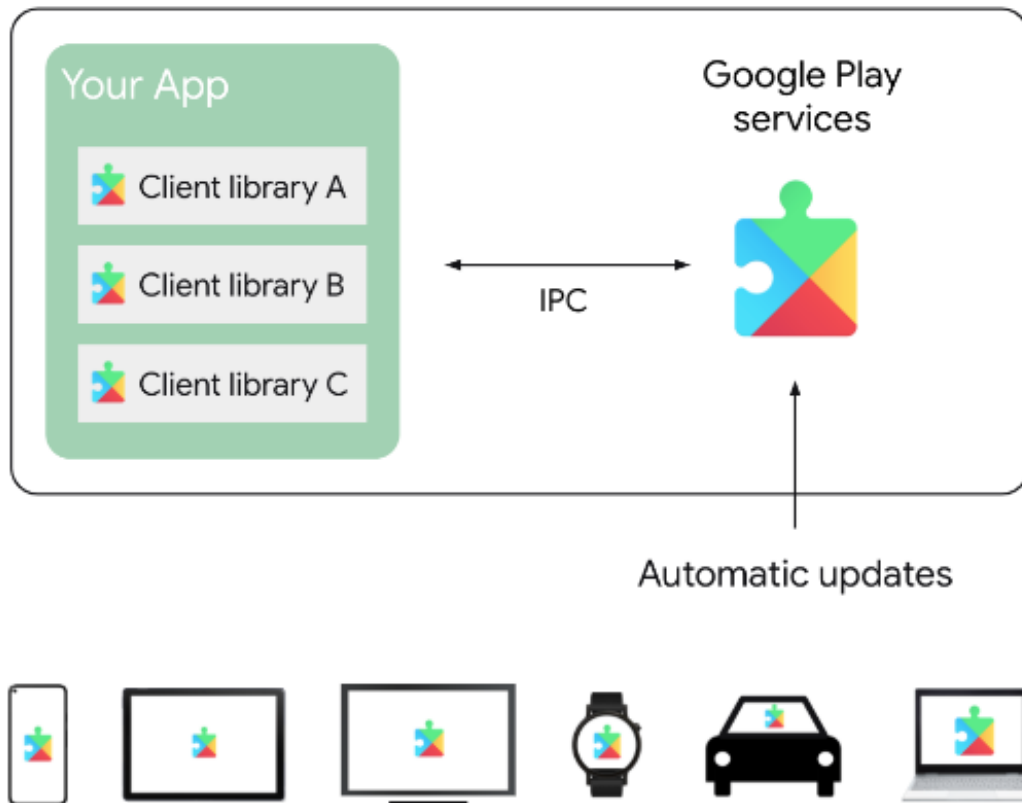 Your App
Client library A
Client library B
Client library C
IPC
Google Play
services
Automatic updates